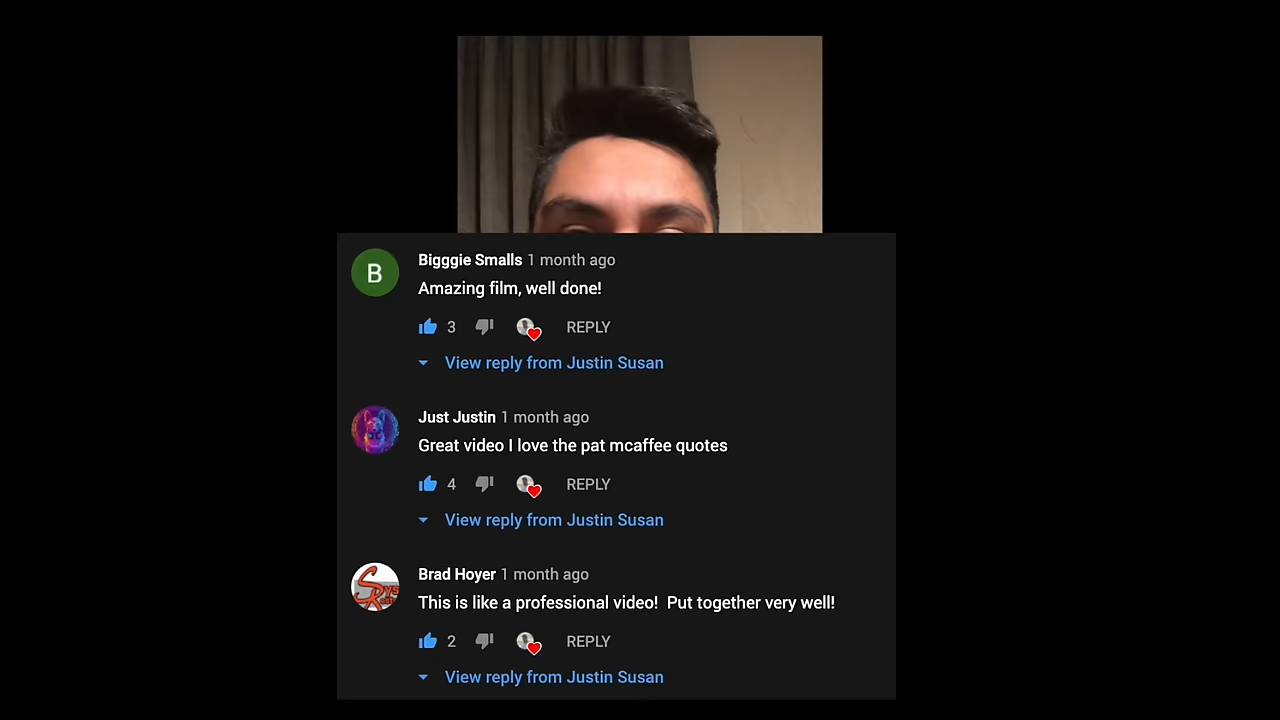 B
Bigggie Smalls 1 month ago
Amazing film, well done!
3 REPLY
View reply from Justin Susan
Just Justin 1 month ago
Great video I love the pat mcaffee quotes
4 REPLY
View reply from Justin Susan
Brad Hoyer 1 month ago
This is like a professional video! Put together very well!
2 REPLY
View reply from Justin Susan